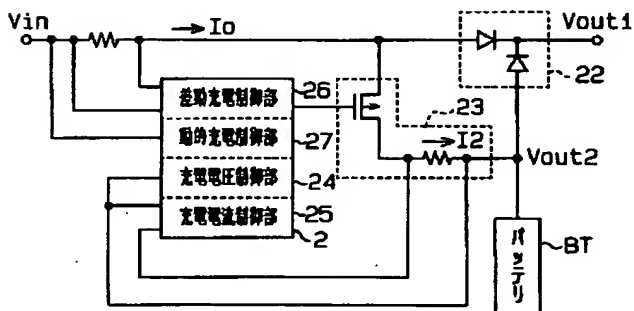 Vin
Io
Vout1
22
差動充電制御部
26
23
動的充電制御部
27
I2
充電電圧制御部
24
Vout2
充電電流制御部
25
2
バッテリ
BT